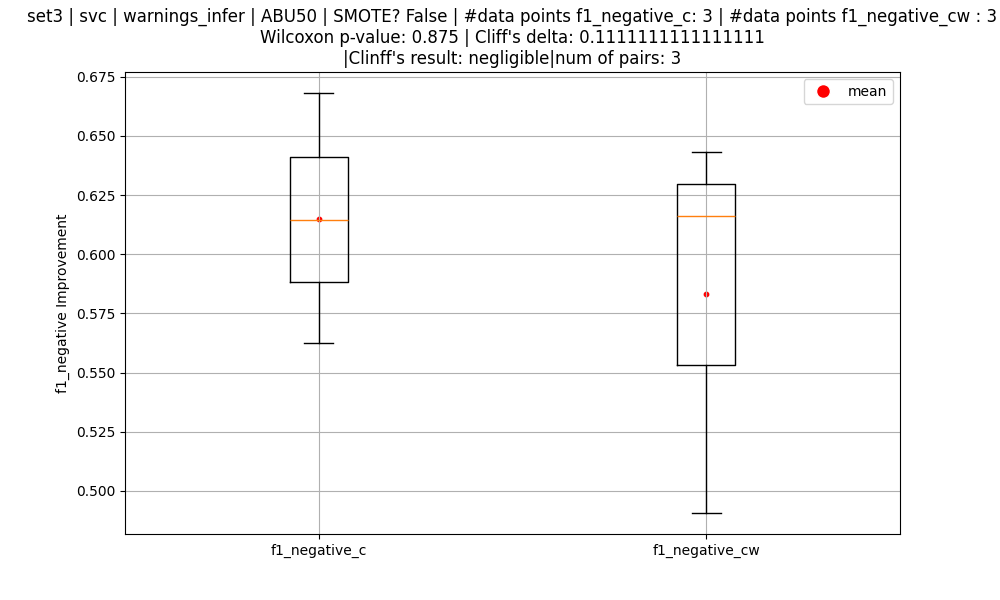 set3 | svc | warnings_infer | ABU50 | SMOTE? False | #data points f1_negative_c: 3 | #data points f1_negative_cw : 3
Wilcoxon p-value: 0.875 | Cliff's delta: 0.1111111111111111
|Clinff's result: negligible|num of pairs: 3
mean
f1_negative Improvement
0.675
0.650
0.625
0.600
0.575
0.550
0.525
0.500
f1_negative_c
f1_negative_cw